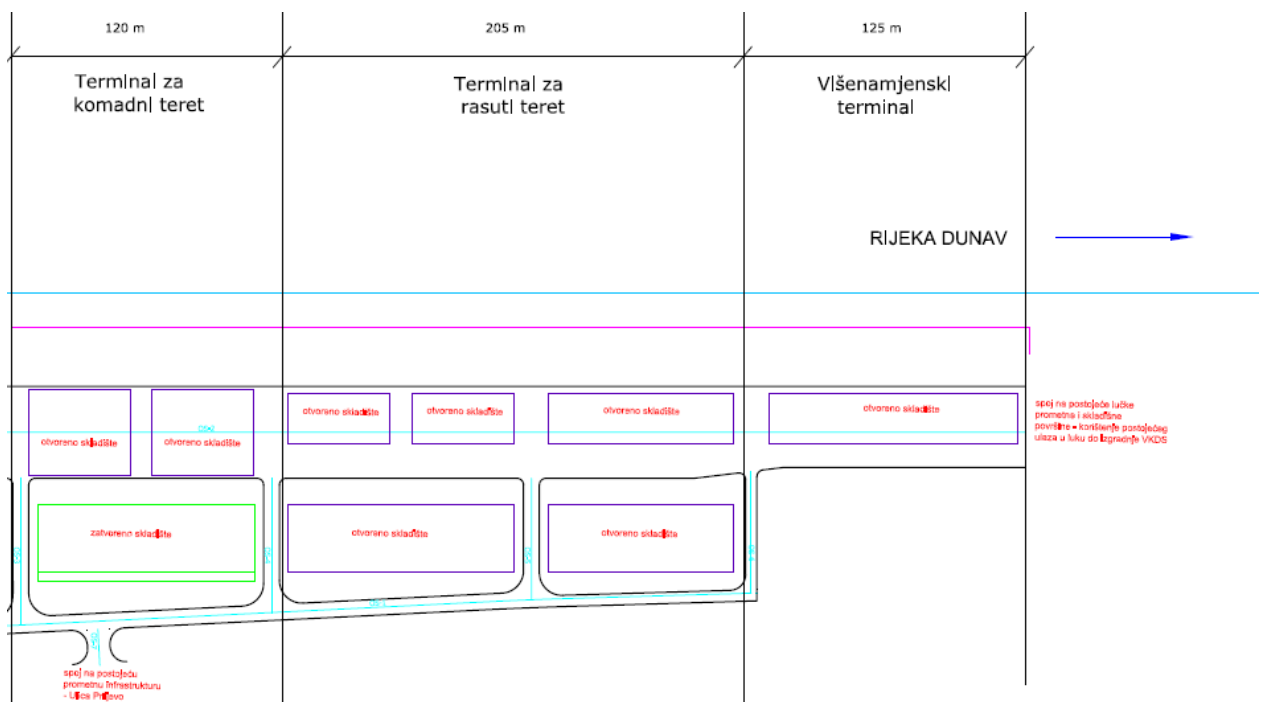 120 m
205 m
125 m
Terminal za
komadni teret
Terminal za
rasuti teret
Višenamjenski
terminal
RIJEKA DUNAV
otvoreno skladište
otvoreno skladište
otvoreno skladište
otvoreno skladište
otvoreno skladište
otvoreno skladište
spoj na postojeće lučke
prometne i skladišne
površine - korištenje postojećeg
ulaza u luku do izgradnje VKDS
zatvoreno skladište
otvoreno skladište
otvoreno skladište
spoj na postojeću
prometnu infrastrukturu
- Ulica Priljevo